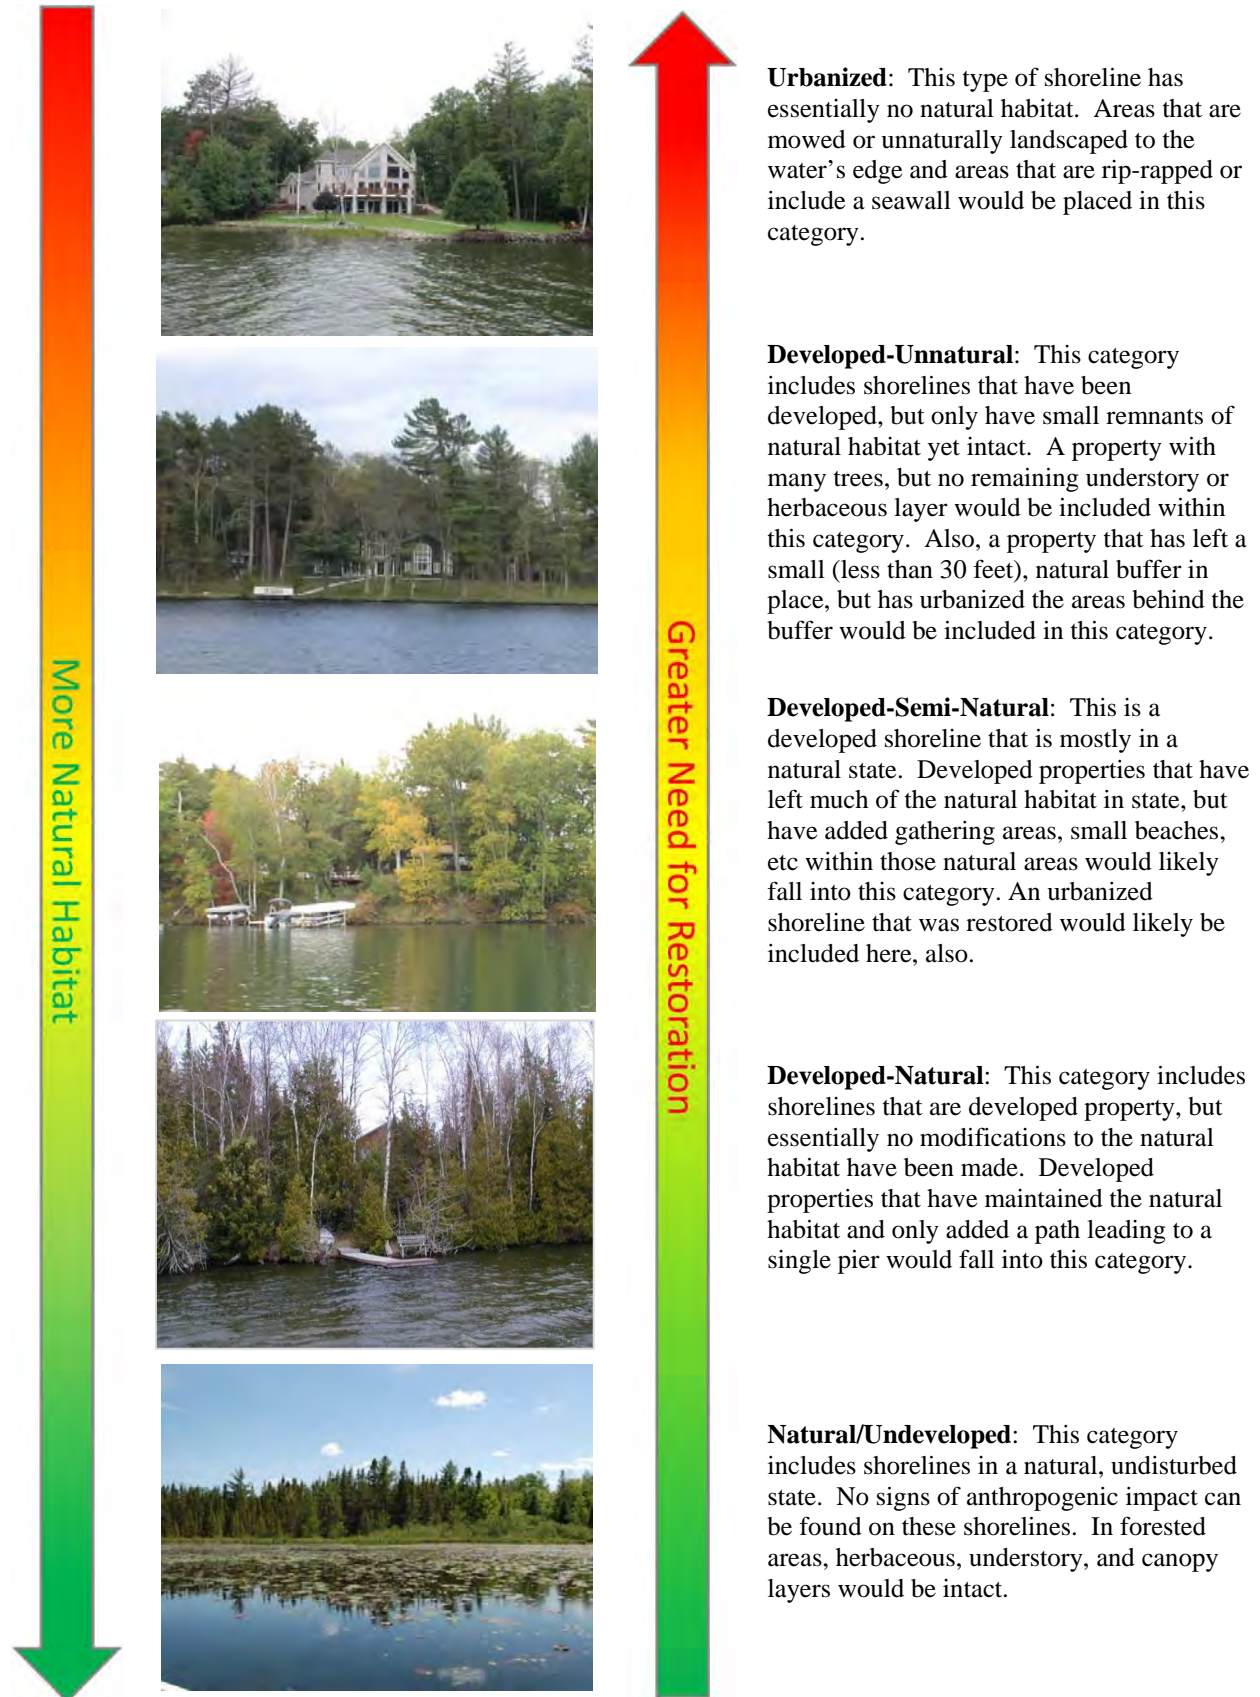 Urbanized: This type of shoreline has
essentially no natural habitat. Areas that are
mowed or unnaturally landscaped to the
water's edge and areas that are rip-rapped or
include a seawall would be placed in this
category.
Developed-Unnatural: This category
includes shorelines that have been
developed, but only have small remnants of
natural habitat yet intact. A property with
many trees, but no remaining understory or
herbaceous layer would be included within
this category. Also, a property that has left a
small (less than 30 feet), natural buffer in
place, but has urbanized the areas behind the
buffer would be included in this category.
More Natural Habitat
Greater Need for Restoration
Developed-Semi-Natural: This is a
developed shoreline that is mostly in a
natural state. Developed properties that have
left much of the natural habitat in state, but
have added gathering areas, small beaches,
etc within those natural areas would likely
fall into this category. An urbanized
shoreline that was restored would likely be
included here, also.
Developed-Natural: This category includes
shorelines that are developed property, but
essentially no modifications to the natural
habitat have been made. Developed
properties that have maintained the natural
habitat and only added a path leading to a
single pier would fall into this category.
Natural/Undeveloped: This category
includes shorelines in a natural, undisturbed
state. No signs of anthropogenic impact can
be found on these shorelines. In forested
areas, herbaceous, understory, and canopy
layers would be intact.